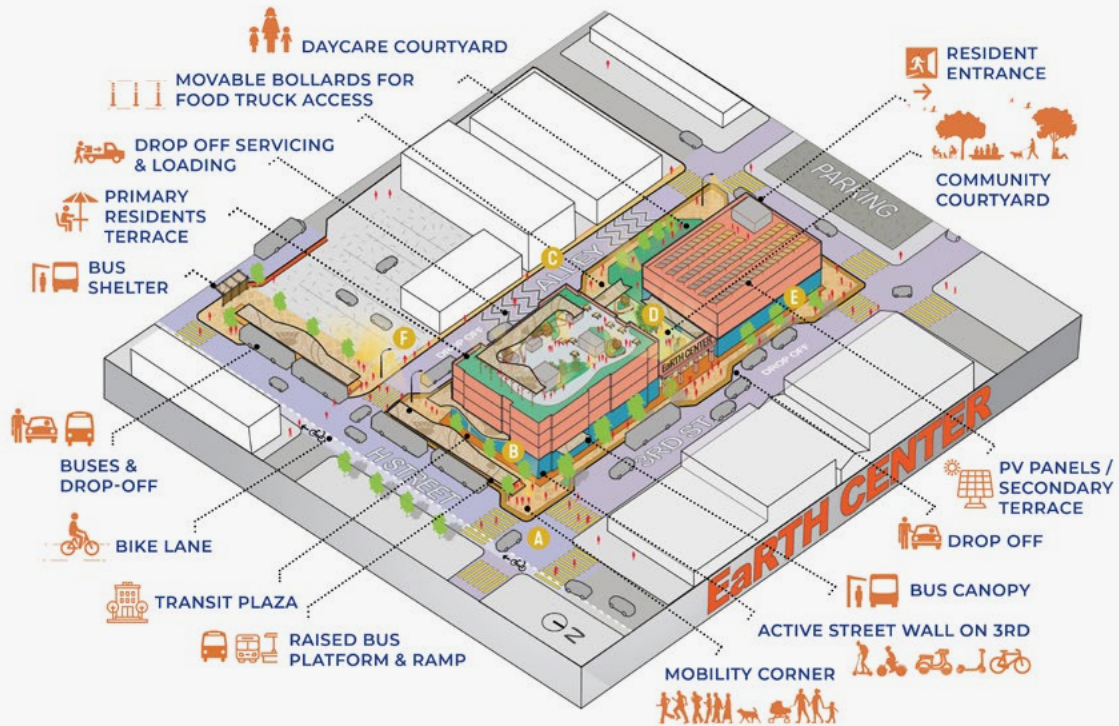 DAYCARE COURTYARD
MOVABLE BOLLARDS FOR
FOOD TRUCK ACCESS
DROP OFF SERVICING
& LOADING
PRIMARY
RESIDENTS
TERRACE
BUS
SHELTER
BUSES &
DROP-OFF
BIKE LANE
TRANSIT PLAZA
RAISED BUS
PLATFORM & RAMP
RESIDENT
ENTRANCE
COMMUNITY
COURTYARD
PARKING
ALLEY
C
D
E
F
DROP OFF
EaRTH CENTER
DROP OFF
B
3RD ST
H STREET
A
N
EaRTH CENTER
PV PANELS /
SECONDARY
TERRACE
DROP OFF
BUS CANOPY
ACTIVE STREET WALL ON 3RD
MOBILITY CORNER